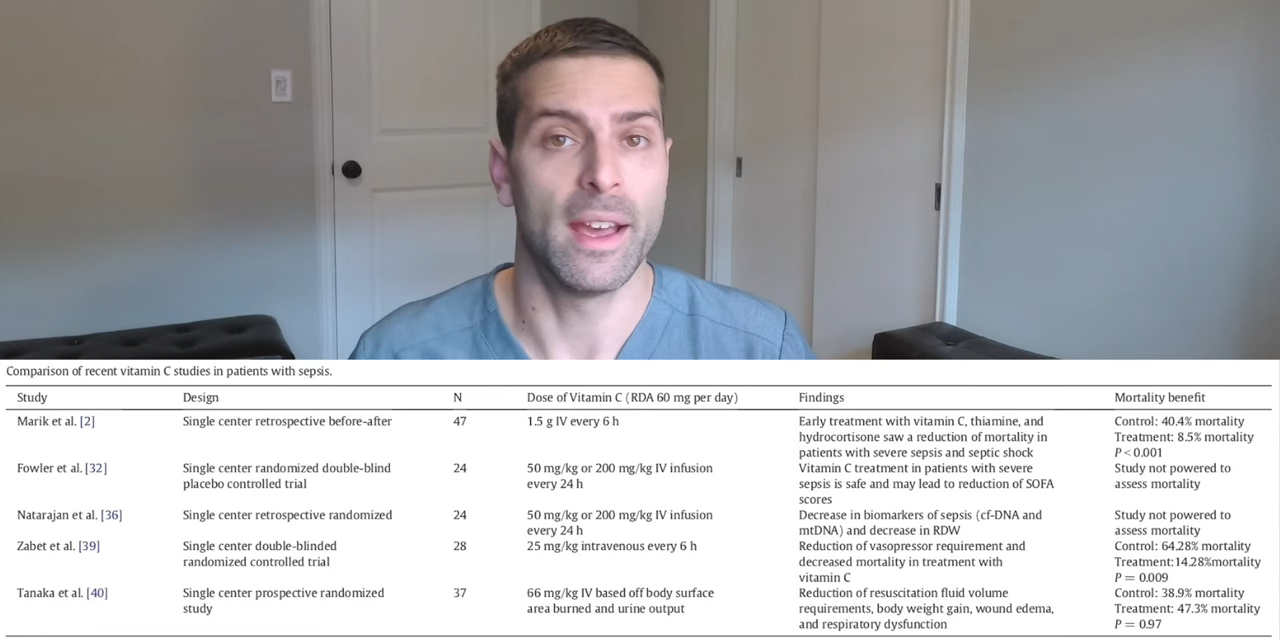 Comparison of recent vitamin C studies in patients with sepsis.
Study Design N Dose of Vitamin C (RDA 60 mg per day) Findings Mortality benefit
Marik et al. [2] Single center retrospective before-after 47 1.5 g IV every 6 h Early treatment with vitamin C, thiamine, and Control: 40.4% mortality
hydrocortisone saw a reduction of mortality in Treatment: 8.5% mortality
patients with severe sepsis and septic shock P < 0.001
Fowler et al. [32] Single center randomized double-blind 24 50 mg/kg or 200 mg/kg IV infusion Vitamin C treatment in patients with severe Study not powered to
placebo controlled trial every 24 h sepsis is safe and may lead to reduction of SOFA assess mortality
scores
Natarajan et al. [36] Single center retrospective randomized 24 50 mg/kg or 200 mg/kg IV infusion Decrease in biomarkers of sepsis (cf-DNA and Study not powered to
every 24 h mtDNA) and decrease in RDW assess mortality
Zabet et al. [39] Single center double-blinded 28 25 mg/kg intravenous every 6 h Reduction of vasopressor requirement and Control: 64.28% mortality
randomized controlled trial decreased mortality in treatment with Treatment:14.28%mortality
vitamin C P = 0.009
Tanaka et al. [40] Single center prospective randomized 37 66 mg/kg IV based off body surface Reduction of resuscitation fluid volume Control: 38.9% mortality
study area burned and urine output requirements, body weight gain, wound edema, Treatment: 47.3% mortality
and respiratory dysfunction P = 0.97